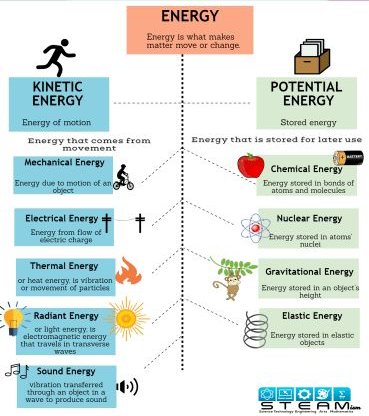 ENERGY
Energy is what makes
matter move or change.
KINETIC
ENERGY
Energy of motion
POTENTIAL
ENERGY
Stored energy
Energy that comes from
movement
Energy that is stored for later use
Mechanical Energy
Energy due to motion of an
object
Chemical Energy
Energy stored in bonds of
atoms and molecules
BATTERY
Electrical Energy
Energy from flow of
electric charge
Nuclear Energy
Energy stored in atoms'
nuclei
Thermal Energy
or heat energy, is vibration
or movement of particles
Gravitational Energy
Energy stored in an object's
height
Radiant Energy
or light energy, is
electromagnetic energy
that travels in transverse
waves
Elastic Energy
Energy stored in elastic
objects
Sound Energy
vibration transferred
through an object in a
wave to produce sound
STEAMism
Science Technology Engineering Arts Mathematics